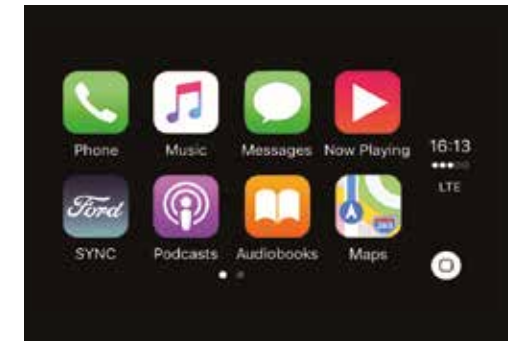 Phone Music Messages Now Playing
16:13
LTE
Ford
SYNC Podcasts Audiobooks Maps